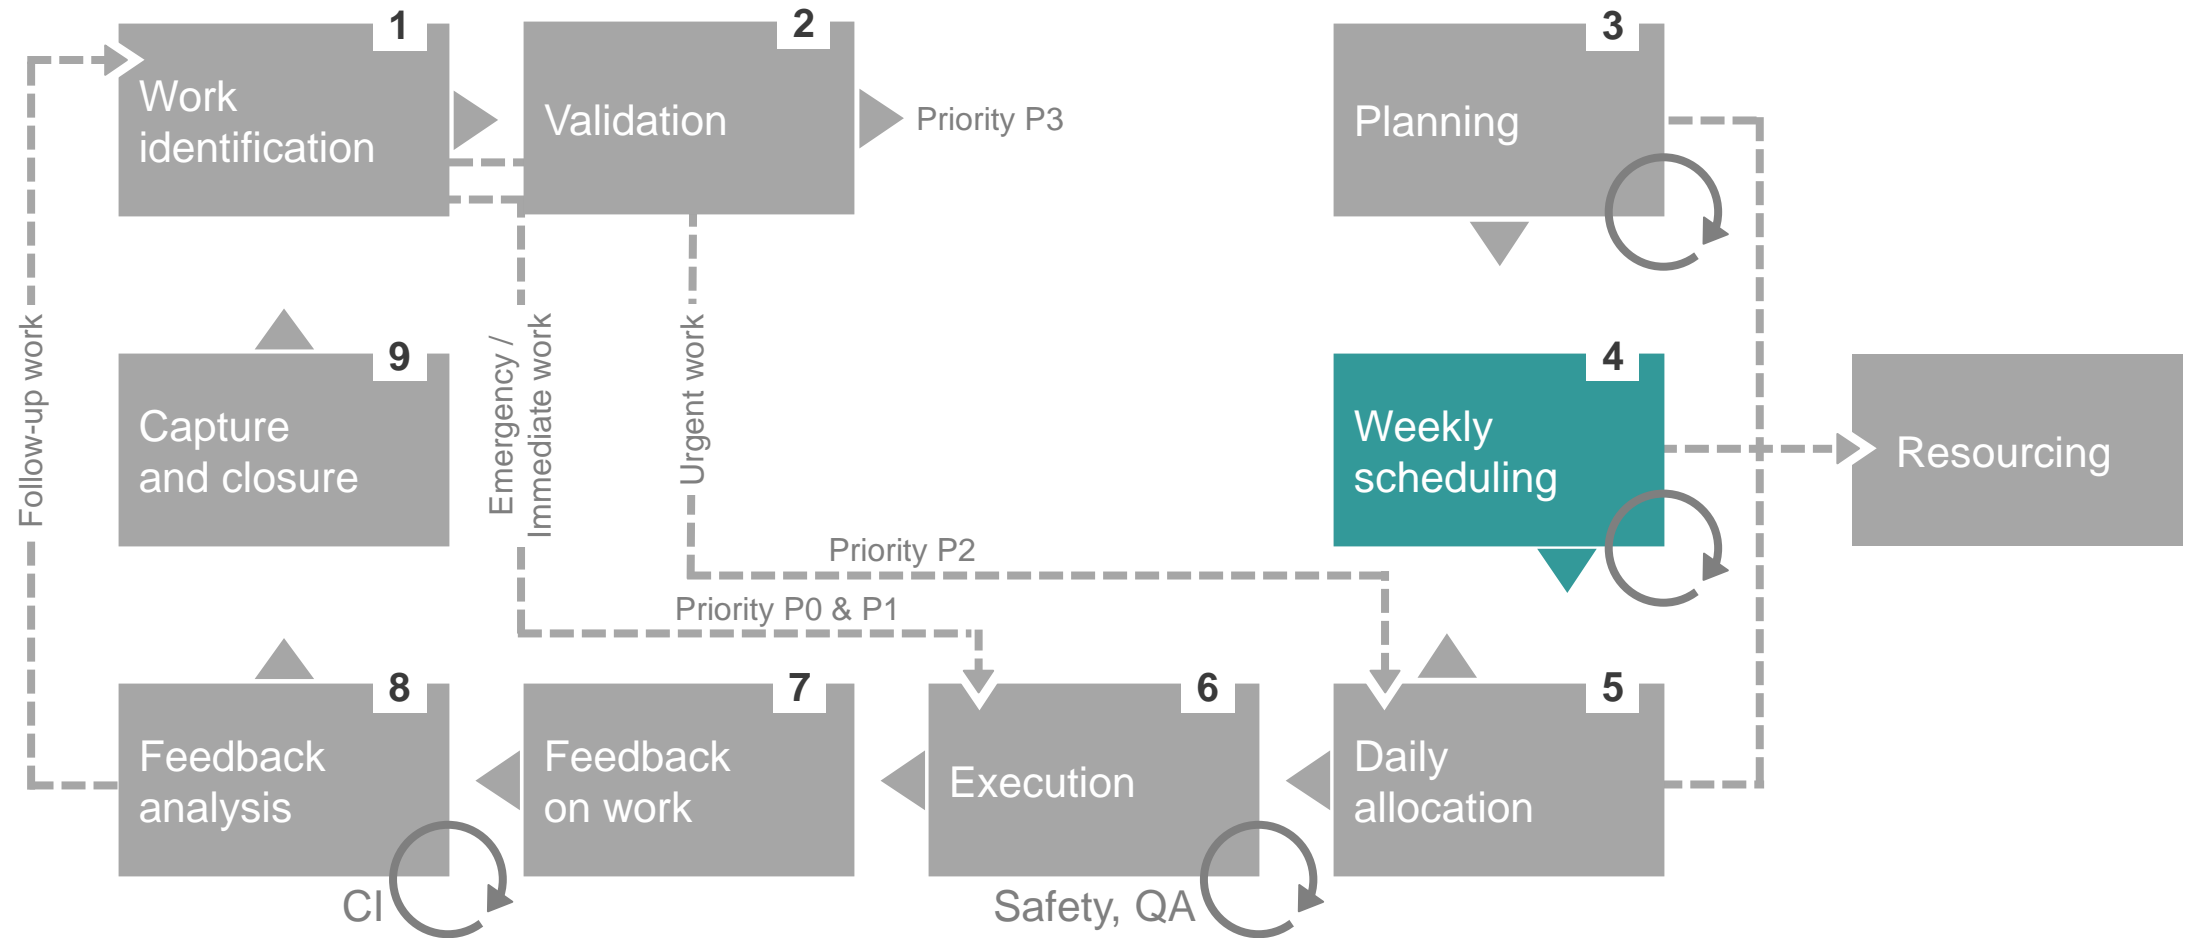 1
Work
identification
2
Validation
Priority P3
3
Planning
Follow-up work
9
Capture
and closure
Emergency /
Immediate work
Urgent work
4
Weekly
scheduling
Resourcing
Priority P2
Priority P0 & P1
8
Feedback
analysis
CI
7
Feedback
on work
6
Execution
Safety, QA
5
Daily
allocation